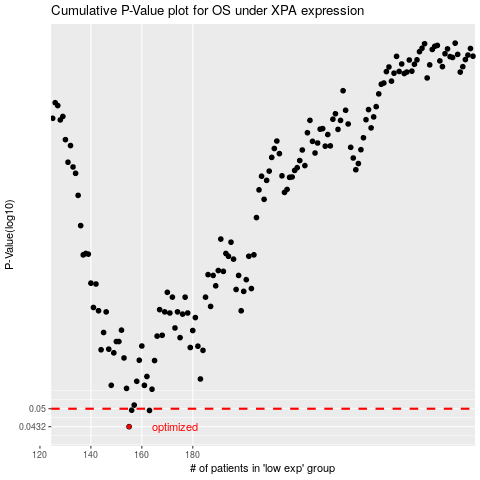 Cumulative P-Value plot for OS under XPA expression
P-Value(log10)
0.05
0.0432
optimized
120 140 160 180
# of patients in 'low exp' group